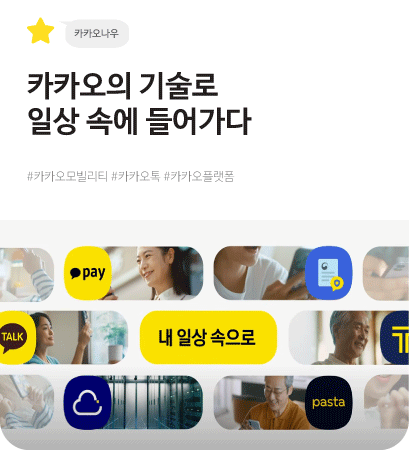 카카오나우
카카오의 기술로
일상 속에 들어가다
#카카오모빌리티 #카카오톡 #카카오플랫폼
pay
TALK
내 일상 속으로
T
pasta